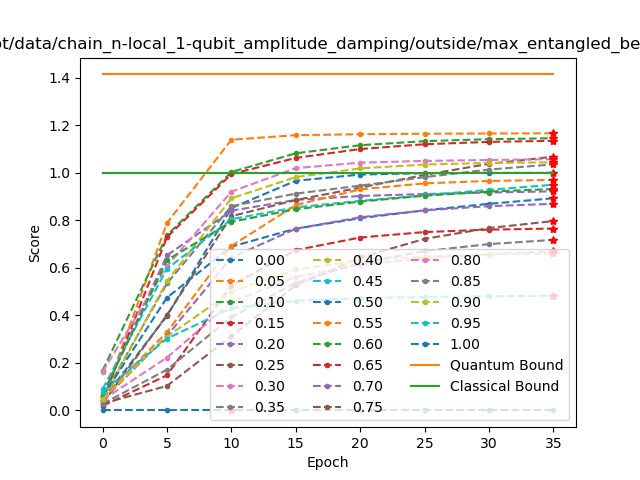 ot/data/chain_n-local_1-qubit_amplitude_damping/outside/max_entangled_be
1.4
1.2
1.0
0.8
0.6
0.4
0.2
0.0
Score
0 5 10 15 20 25 30 35
Epoch
0.00 0.40 0.80
0.05 0.45 0.85
0.10 0.50 0.90
0.15 0.55 0.95
0.20 0.60 1.00
0.25 0.65 Quantum Bound
0.30 0.70 Classical Bound
0.35 0.75